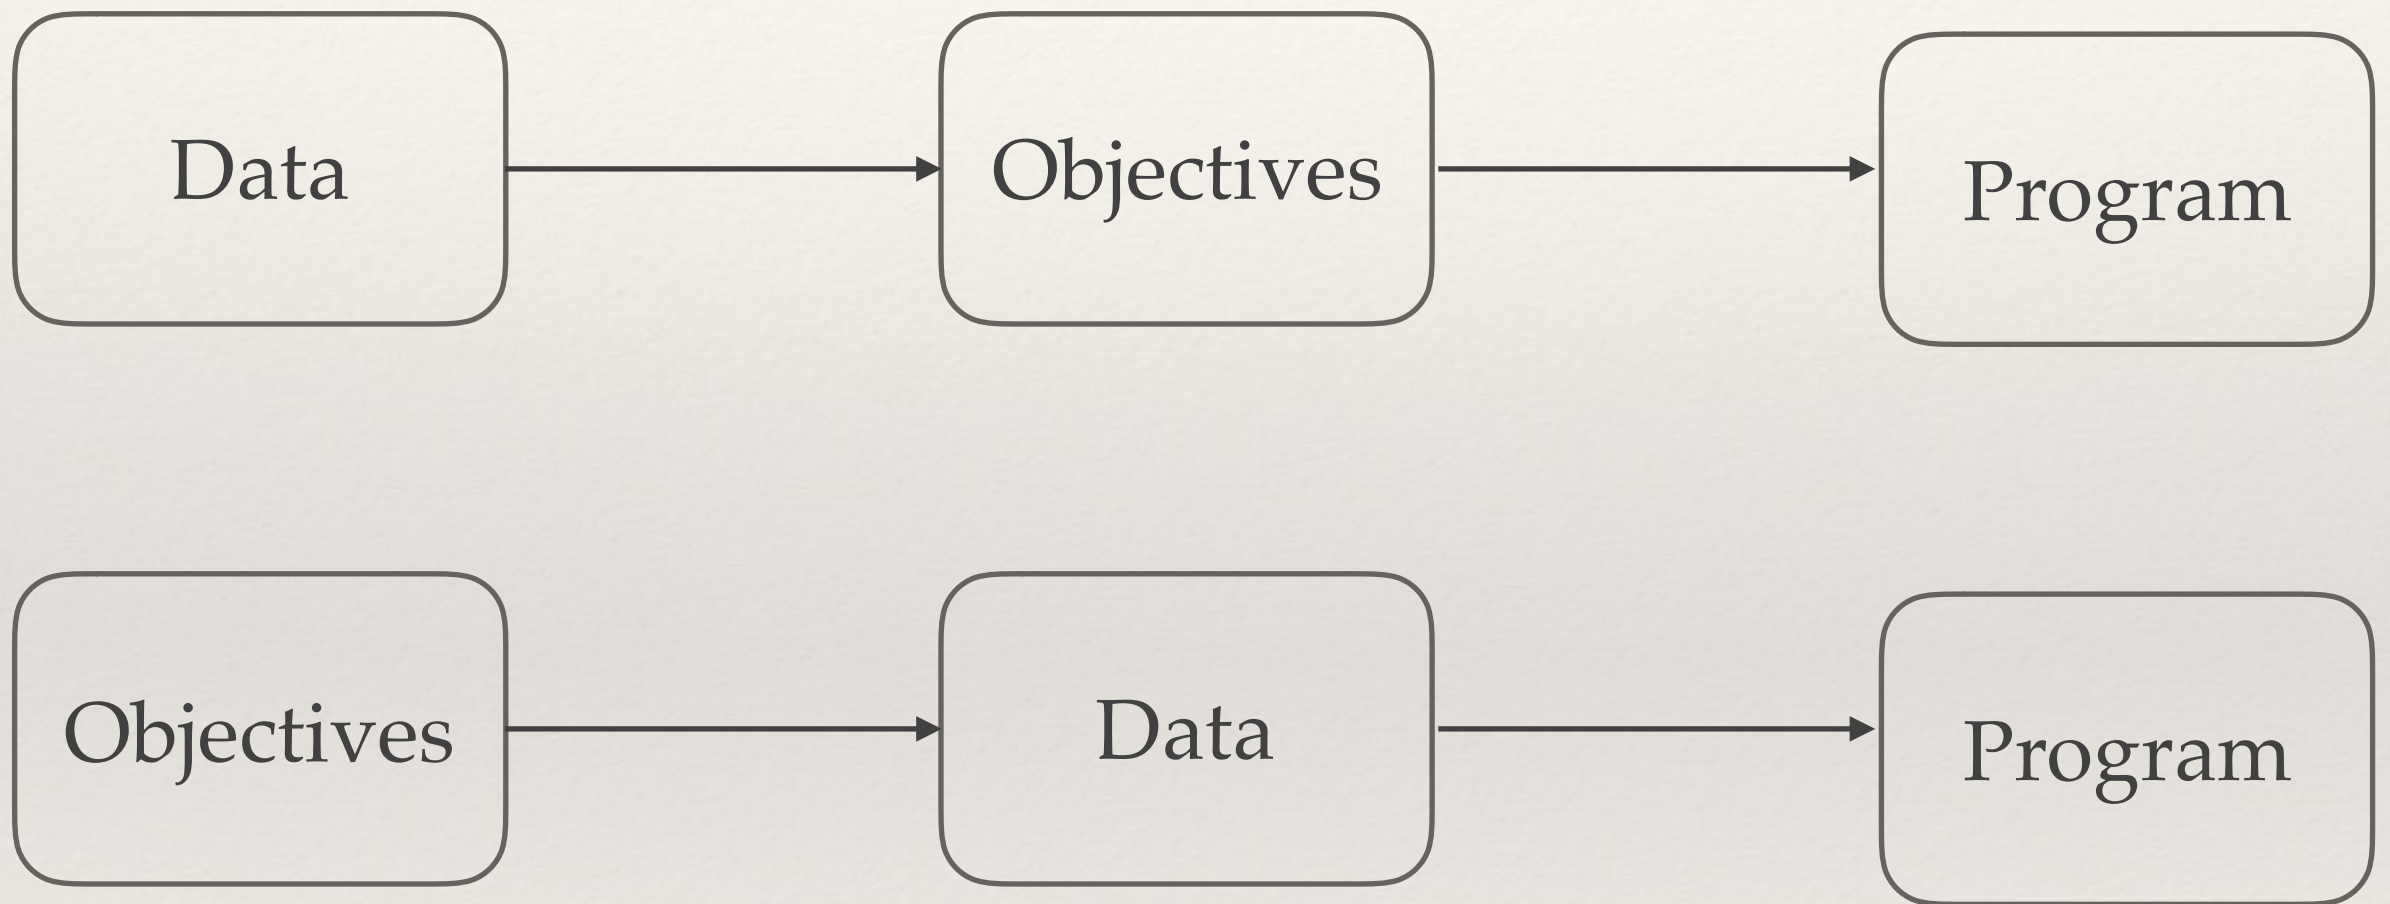 Data
Objectives
Program
Objectives
Data
Program